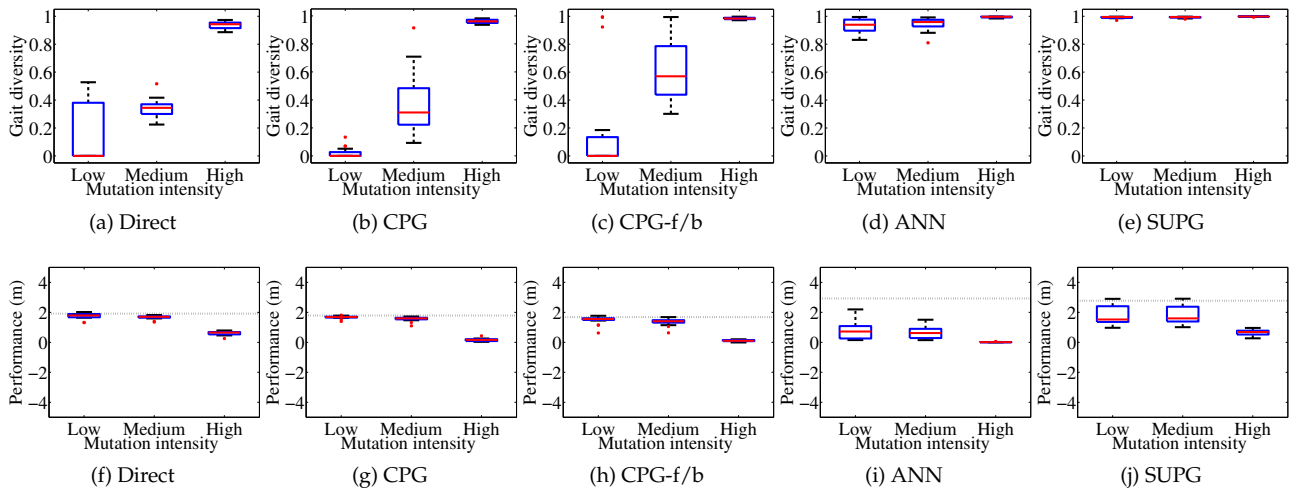 Gait diversity
1
0.8
0.6
0.4
0.2
0
Low Medium High
Mutation intensity
(a) Direct
Gait diversity
1
0.8
0.6
0.4
0.2
0
Low Medium High
Mutation intensity
(b) CPG
Gait diversity
1
0.8
0.6
0.4
0.2
0
Low Medium High
Mutation intensity
(c) CPG-f/b
Gait diversity
1
0.8
0.6
0.4
0.2
0
Low Medium High
Mutation intensity
(d) ANN
Gait diversity
1
0.8
0.6
0.4
0.2
0
Low Medium High
Mutation intensity
(e) SUPG
Performance (m)
4
2
0
−2
−4
Low Medium High
Mutation intensity
(f) Direct
Performance (m)
4
2
0
−2
−4
Low Medium High
Mutation intensity
(g) CPG
Performance (m)
4
2
0
−2
−4
Low Medium High
Mutation intensity
(h) CPG-f/b
Performance (m)
4
2
0
−2
−4
Low Medium High
Mutation intensity
(i) ANN
Performance (m)
4
2
0
−2
−4
Low Medium High
Mutation intensity
(j) SUPG